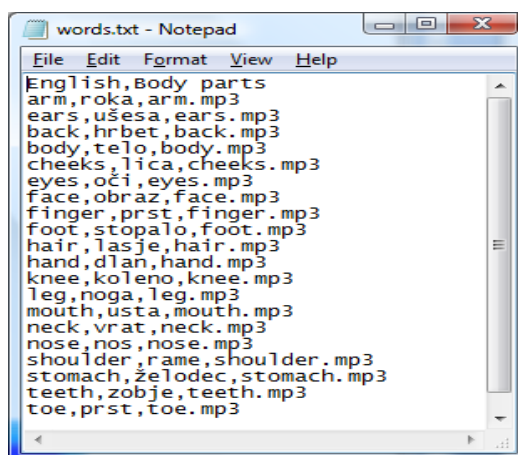 words.txt - Notepad
File Edit Format View Help
English,Body parts
arm,roka,arm.mp3
ears,ušesa,ears.mp3
back,hrbet,back.mp3
body,telo,body.mp3
cheeks,lica,cheeks.mp3
eyes,oči,eyes.mp3
face,obraz,face.mp3
finger,prst,finger.mp3
foot,stopalo,foot.mp3
hair,lasje,hair.mp3
hand,dlan,hand.mp3
knee,koleno,knee.mp3
leg,noga,leg.mp3
mouth,usta,mouth.mp3
neck,vrat,neck.mp3
nose,nos,nose.mp3
shoulder,rame,shoulder.mp3
stomach,želodec,stomach.mp3
teeth,zobje,teeth.mp3
toe,prst,toe.mp3